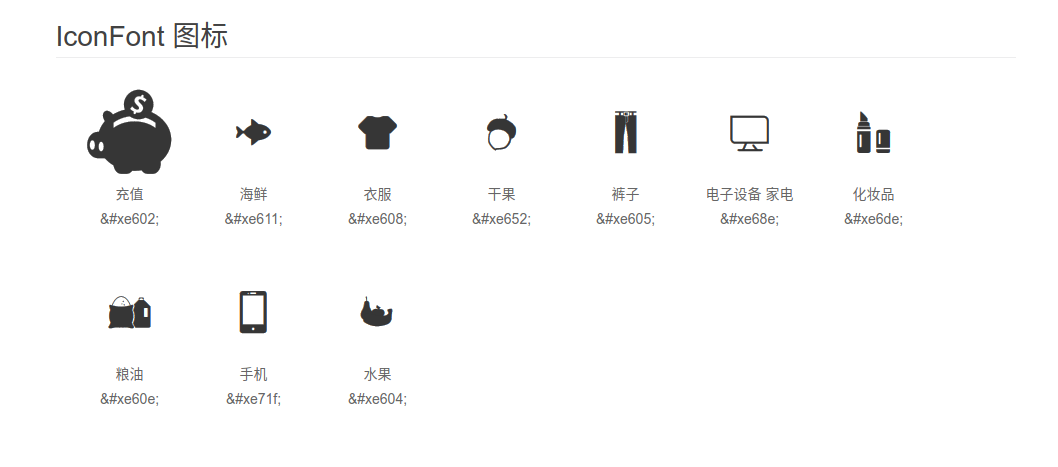 IconFont 图标
充值 海鲜 衣服 干果 裤子 电子设备 家电 化妆品
&#xe602; &#xe611; &#xe608; &#xe652; &#xe605; &#xe68e; &#xe6de;
粮油 手机 水果
&#xe60e; &#xe71f; &#xe604;